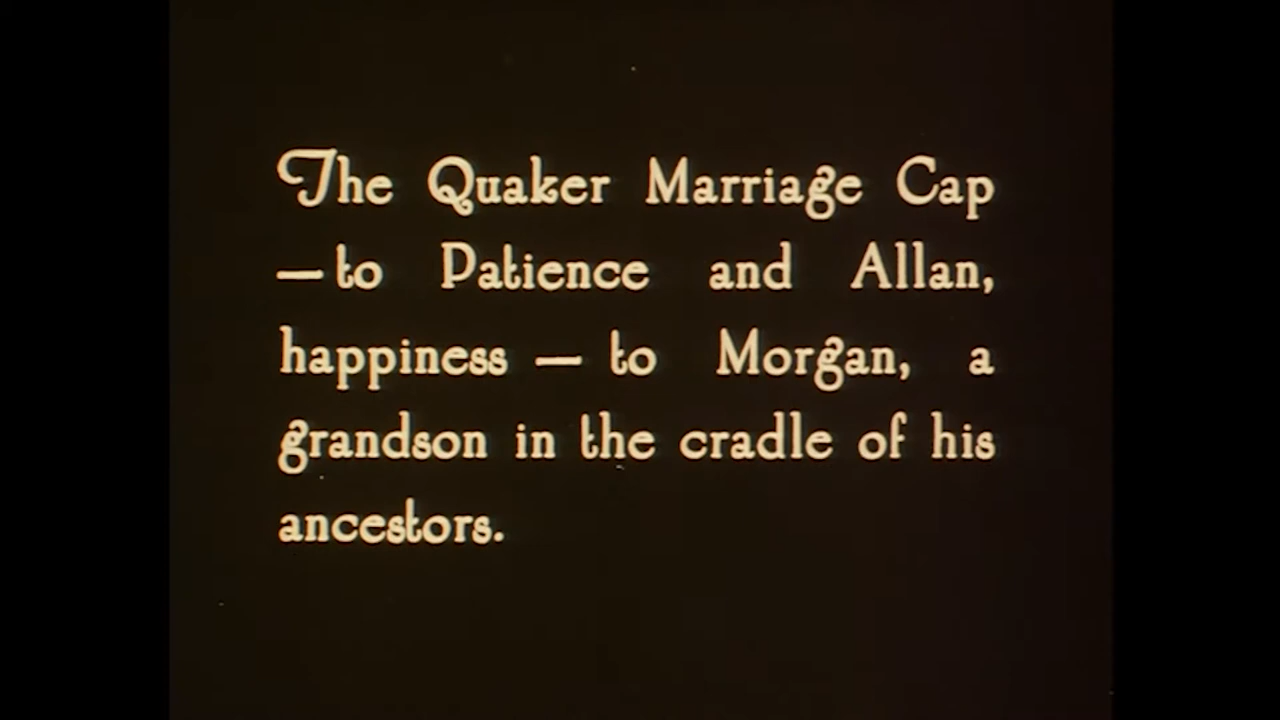 The Quaker Marriage Cap
— to Patience and Allan,
happiness — to Morgan, a
grandson in the cradle of his
ancestors.